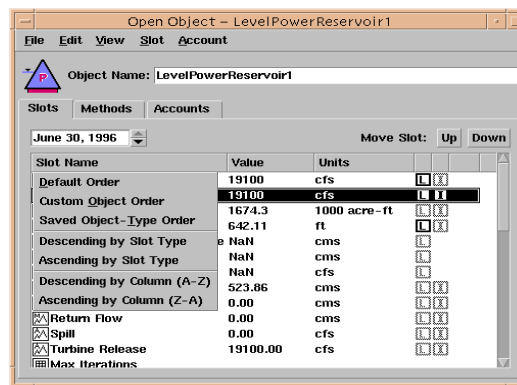 Open Object - LevelPowerReservoir1
File Edit View Slot Account
P
Object Name: LevelPowerReservoir1
Slots Methods Accounts
June 30, 1996 Move Slot: Up Down
Slot Name Value Units
Default Order 19100 cfs L I
Custom Object Order 19100 cfs L I
Saved Object-Type Order 1674.3 1000 acre-ft L I
642.11 ft L I
Descending by Slot Type e NaN cms L
Ascending by Slot Type NaN cms L
NaN cfs L
Descending by Column (A-Z) 523.86 cms L I
Ascending by Column (Z-A) 0.00 cms L I
Return Flow 0.00 cms L I
Spill 0.00 cfs L I
Turbine Release 19100.00 cfs L I
Max Iterations